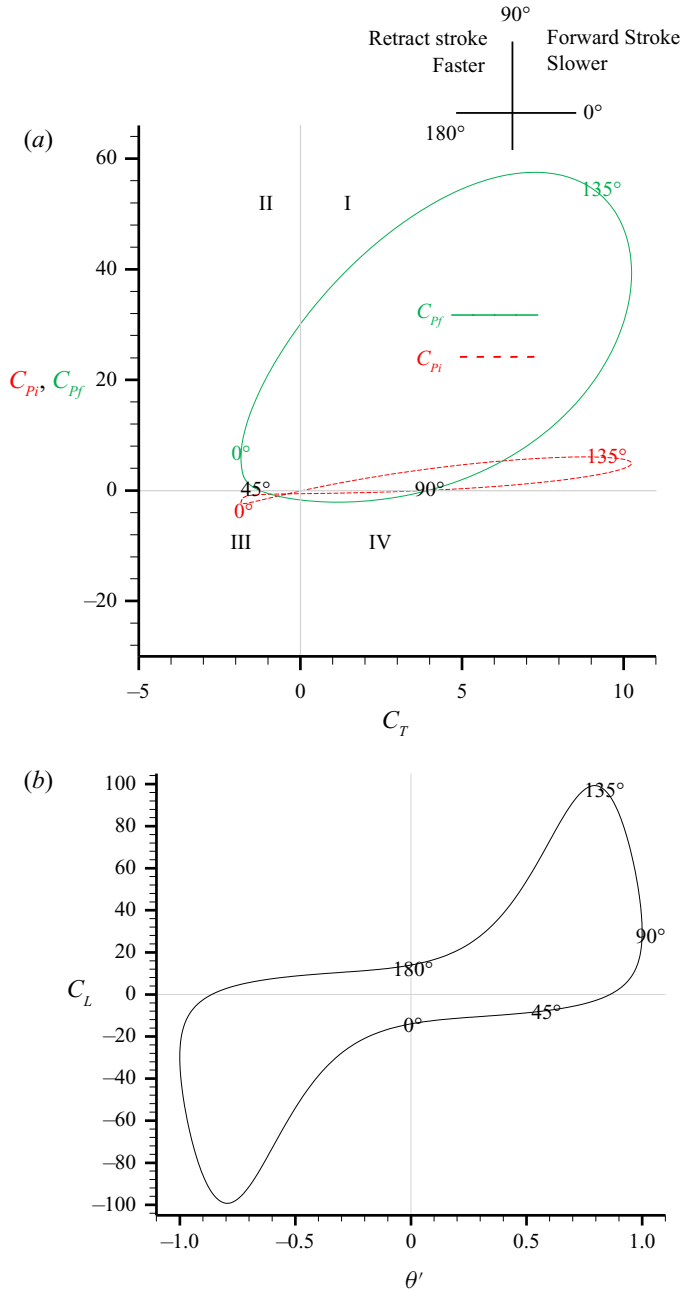 90°
Retract stroke
Faster
Forward Stroke
Slower
180°
0°
(a)
60
40
20
0
–20
C_Pi, C_Pf
II
I
135°
C_Pf
C_Pi
135°
0°
45°
90°
0°
III
IV
–5
0
5
10
C_T
(b)
100
80
60
40
20
0
–20
–40
–60
–80
–100
C_L
135°
90°
180°
45°
0°
–1.0
–0.5
0
0.5
1.0
θ′